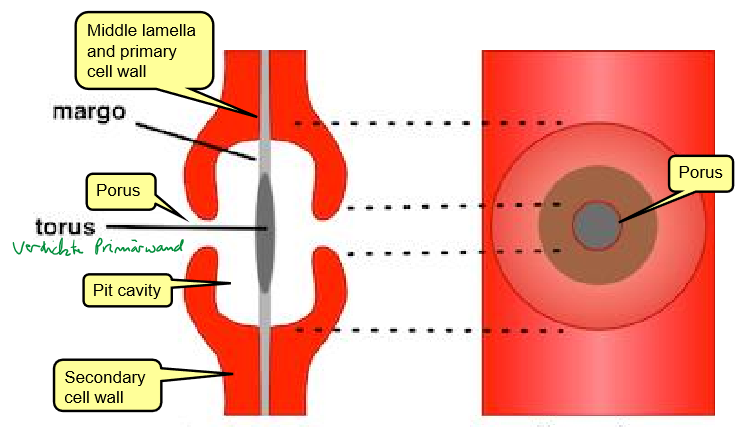 Middle lamella
and primary
cell wall
margo
Porus
Porus
torus
Verdickte Primärwand
Pit cavity
Secondary
cell wall